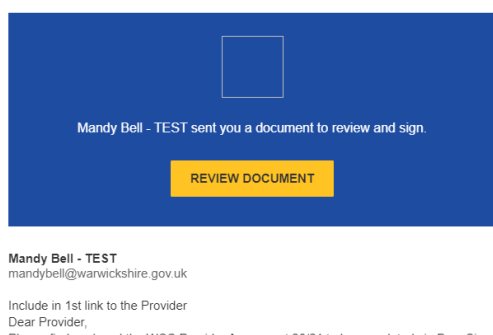 Mandy Bell - TEST sent you a document to review and sign.
REVIEW DOCUMENT
Mandy Bell - TEST
mandybell@warwickshire.gov.uk
Include in 1st link to the Provider
Dear Provider,